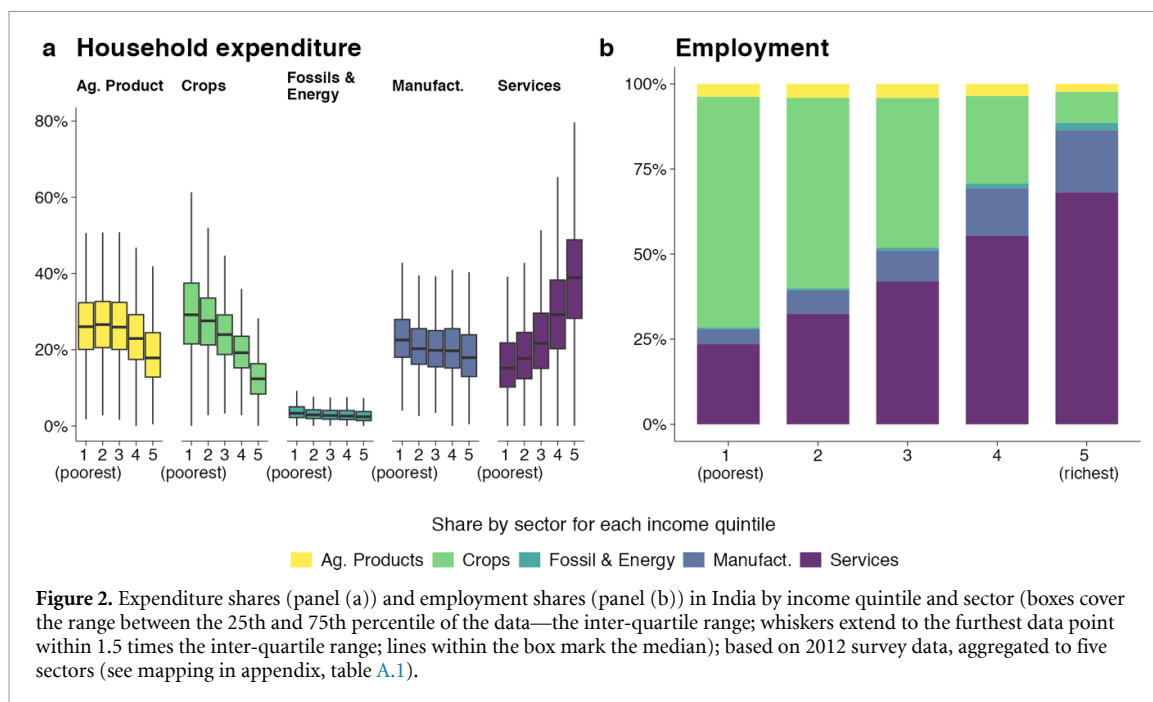 a Household expenditure
Ag. Product Crops Fossils & Energy Manufact. Services
80%
60%
40%
20%
0%
1 2 3 4 5 1 2 3 4 5 1 2 3 4 5 1 2 3 4 5 1 2 3 4 5
(poorest) (poorest) (poorest) (poorest) (poorest)
b Employment
100%
75%
50%
25%
0%
1 2 3 4 5
(poorest) (richest)
Share by sector for each income quintile
Ag. Products Crops Fossil & Energy Manufact. Services
Figure 2. Expenditure shares (panel (a)) and employment shares (panel (b)) in India by income quintile and sector (boxes cover
the range between the 25th and 75th percentile of the data—the inter-quartile range; whiskers extend to the furthest data point
within 1.5 times the inter-quartile range; lines within the box mark the median); based on 2012 survey data, aggregated to five
sectors (see mapping in appendix, table A.1).